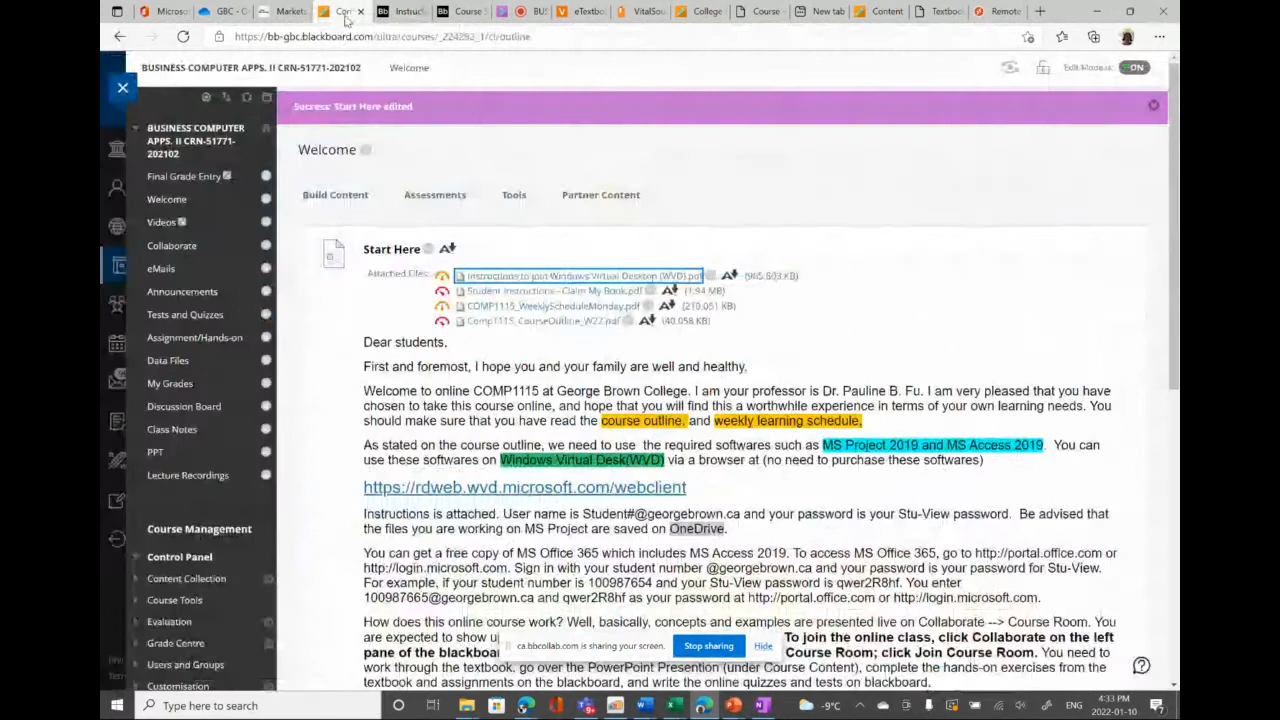 Microso
GBC - C
Marketa
Con
Instruc
Course
BUS
eTextbo
VitalSou
College
Course
New tab
Content
Textboo
Remote
https://bb-gbc.blackboard.com/ultra/courses/_224282_1/cl/outline
BUSINESS COMPUTER APPS. II CRN-51771-202102
Welcome
Edit Mode is:
ON
Success: Start Here edited.
BUSINESS COMPUTER
APPS. II CRN-51771-
202102
Final Grade Entry
Welcome
Videos
Collaborate
eMails
Announcements
Tests and Quizzes
Assignment/Hands-on
Data Files
My Grades
Discussion Board
Class Notes
PPT
Lecture Recordings
Course Management
Control Panel
Content Collection
Course Tools
Evaluation
Grade Centre
Users and Groups
Customisation
Welcome
Build Content
Assessments
Tools
Partner Content
Start Here
Attached Files:
Instructions to join Windows Virtual Desktop (WVD).pdf
Student Instructions - Claim My Book.pdf (1.94 MB)
COMP1115_WeeklyScheduleMonday.pdf (210.051 KB)
Comp1115_CourseOutline_W22.pdf (40.058 KB)
Dear students,
First and foremost, I hope you and your family are well and healthy,
Welcome to online COMP1115 at George Brown College. I am your professor is Dr. Pauline B. Fu. I am very pleased that you have
chosen to take this course online, and hope that you will find this a worthwhile experience in terms of your own learning needs. You
should make sure that you have read the course outline, and weekly learning schedule,
As stated on the course outline, we need to use the required softwares such as MS Project 2019 and MS Access 2019. You can
use these softwares on Windows Virtual Desk(WVD) via a browser at (no need to purchase these softwares)
https://rdweb.wvd.microsoft.com/webclient
Instructions is attached. User name is Student#@georgebrown.ca and your password is your Stu-View password. Be advised that
the files you are working on MS Project are saved on OneDrive.
You can get a free copy of MS Office 365 which includes MS Access 2019. To access MS Office 365, go to http://portal.office.com or
http://login.microsoft.com. Sign in with your student number @georgebrown.ca and your password is your password for Stu-View.
For example, if your student number is 100987654 and your Stu-View password is qwer2R8hf. You enter
100987665@georgebrown.ca and qwer2R8hf as your password at http://portal.office.com or http://login.microsoft.com.
How does this online course work? Well, basically, concepts and examples are presented live on Collaborate --> Course Room. You
are expected to show u To join the online class, click Collaborate on the left
pane of the blackboa Course Room; click Join Course Room. You need to
work through the textbook, go over the PowerPoint Presention (under Course Content), complete the hands-on exercises from the
textbook and assignments on the blackboard, and write the online quizzes and tests on blackboard.
ca.bbcollab.com is sharing your screen.
Stop sharing
Hide
Type here to search
-9°C
ENG
4:33 PM
2022-01-10